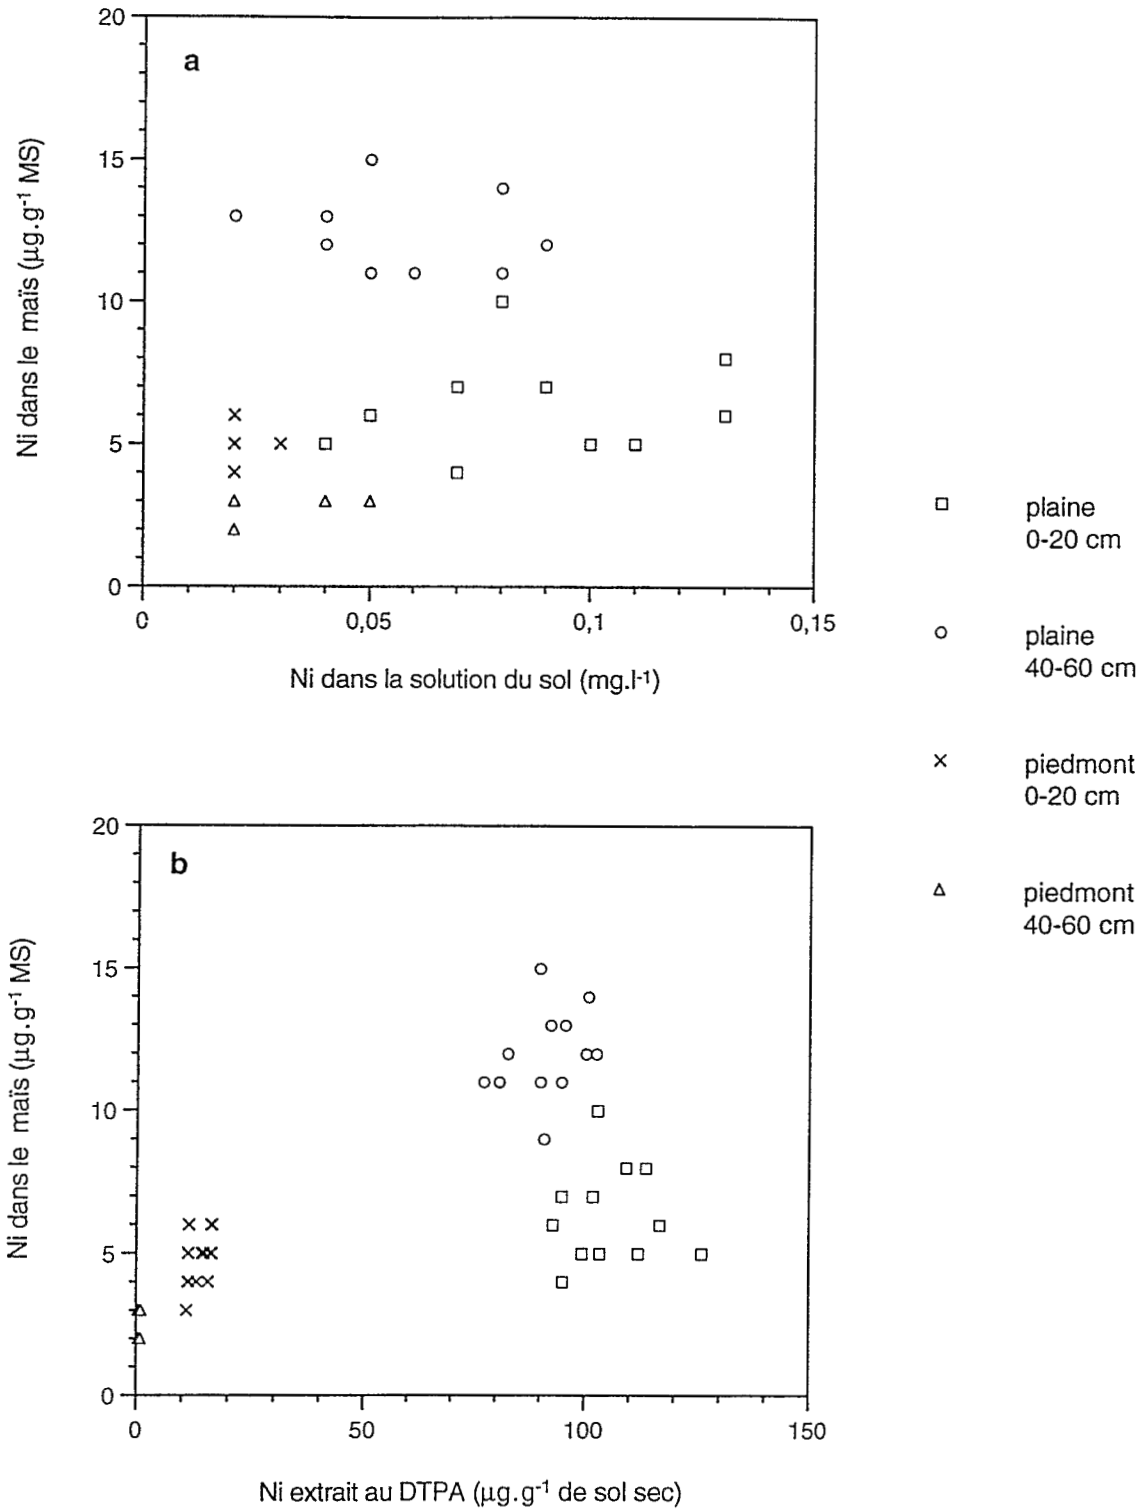 20
a
15
10
5
0
Ni dans le maïs (µg.g-1 MS)
0
0,05
0,1
0,15
Ni dans la solution du sol (mg.l-1)
plaine
0-20 cm
plaine
40-60 cm
piedmont
0-20 cm
piedmont
40-60 cm
20
b
15
10
5
0
Ni dans le maïs (µg.g-1 MS)
0
50
100
150
Ni extrait au DTPA (µg.g-1 de sol sec)